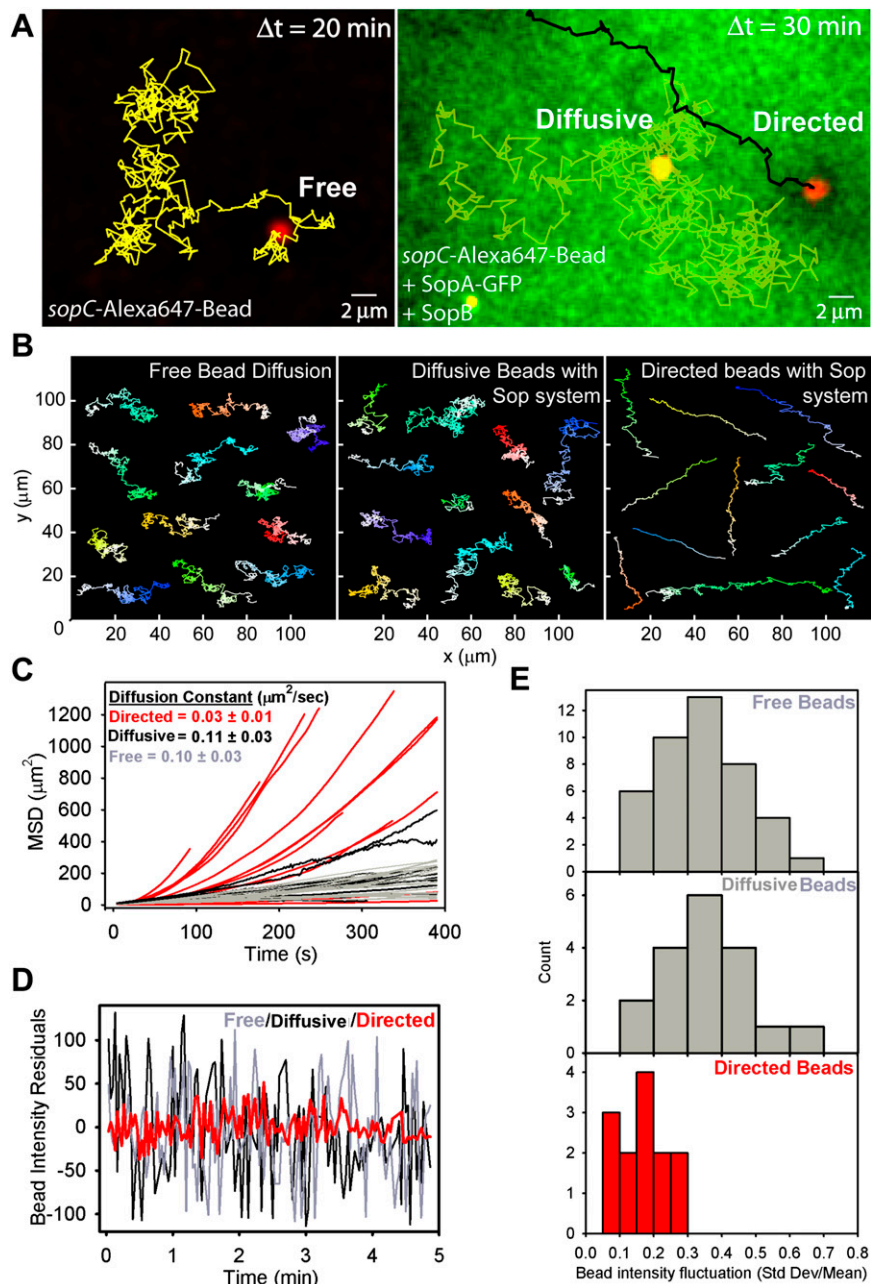 A
Δt = 20 min
Free
sopC-Alexa647-Bead
2 μm
Δt = 30 min
Diffusive
Directed
sopC-Alexa647-Bead
+ SopA-GFP
+ SopB
2 μm
B
Free Bead Diffusion
Diffusive Beads with
Sop system
Directed beads with Sop
system
y (μm)
100
80
60
40
20
0
20 40 60 80 100
20 40 60 80 100
20 40 60 80 100
x (μm)
C
Diffusion Constant (μm²/sec)
Directed = 0.03 ± 0.01
Diffusive = 0.11 ± 0.03
Free = 0.10 ± 0.03
MSD (μm²)
1200
1000
800
600
400
200
0
0 100 200 300 400
Time (s)
D
Free/Diffusive/Directed
Bead Intensity Residuals
100
50
0
-50
-100
0 1 2 3 4 5
Time (min)
E
Free Beads
12
10
8
6
4
2
0
Diffusive Beads
Count
6
4
2
0
Directed Beads
4
3
2
1
0
0.0 0.1 0.2 0.3 0.4 0.5 0.6 0.7 0.8
Bead intensity fluctuation (Std Dev/Mean)